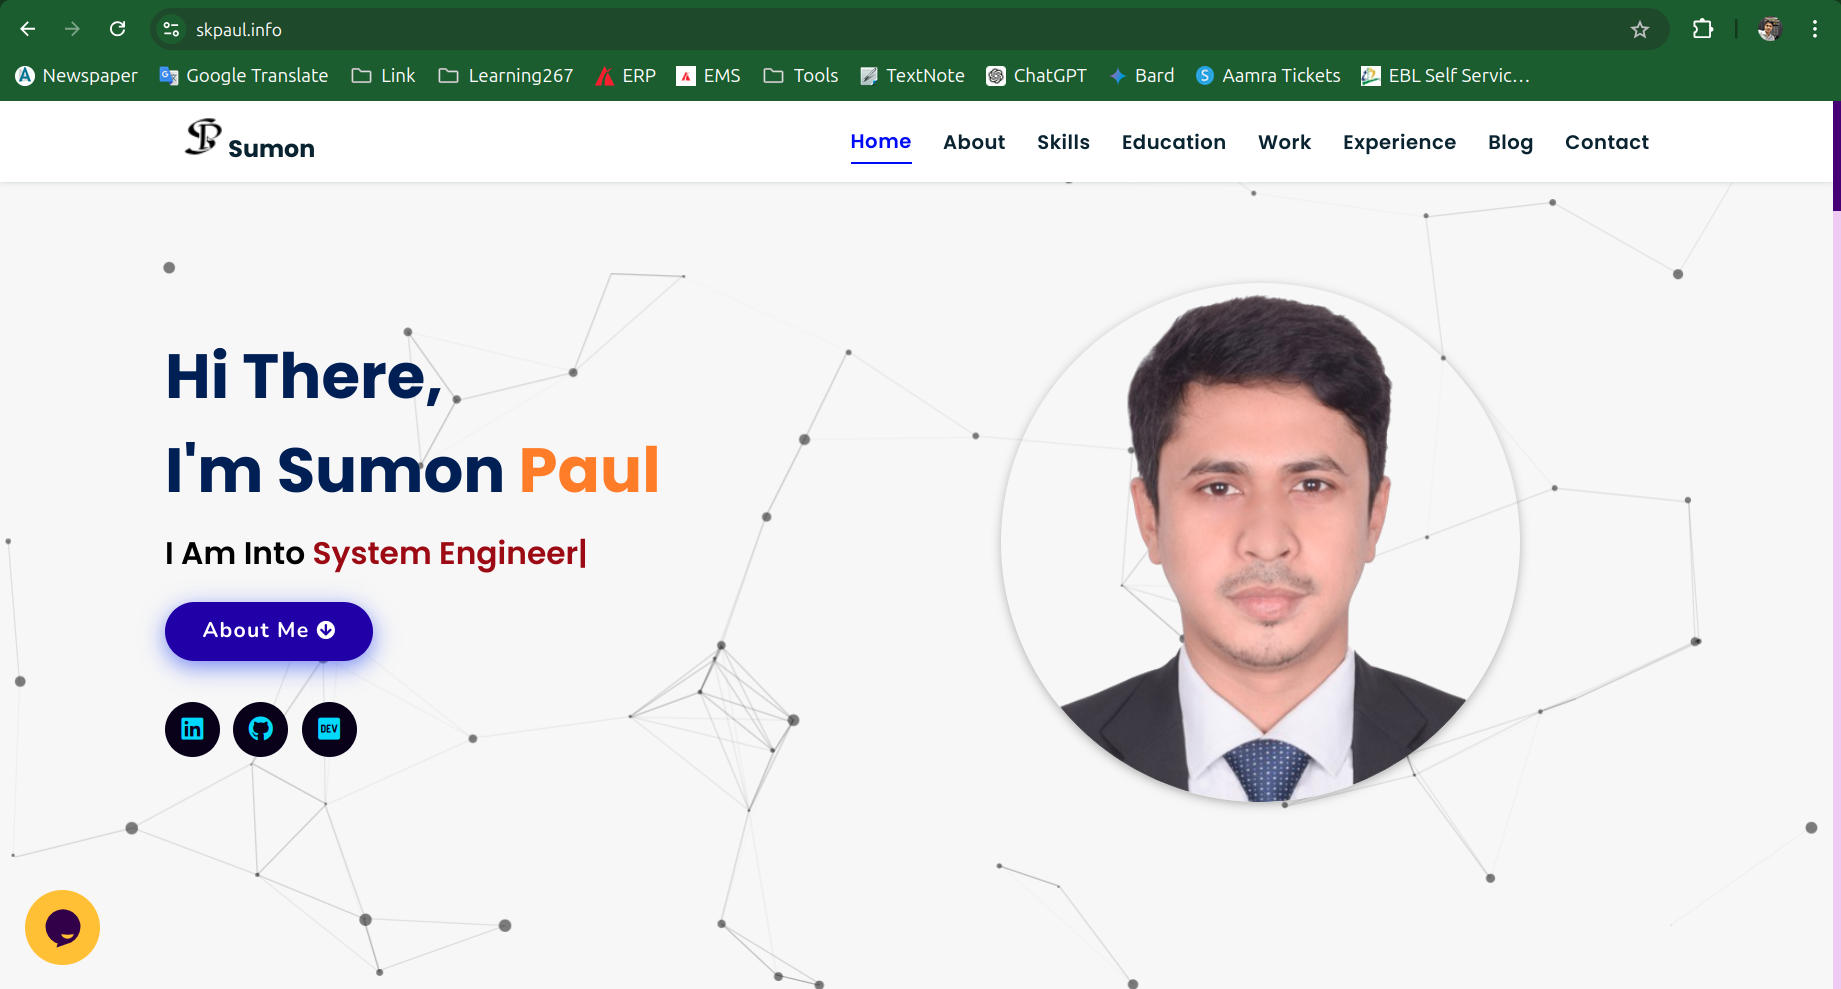 skpaul.info
Newspaper Google Translate Link Learning267 ERP EMS Tools TextNote ChatGPT Bard Aamra Tickets EBL Self Servic...
Sumon Home About Skills Education Work Experience Blog Contact
Hi There,
I'm Sumon Paul
I Am Into System Engineer|
About Me
DEV